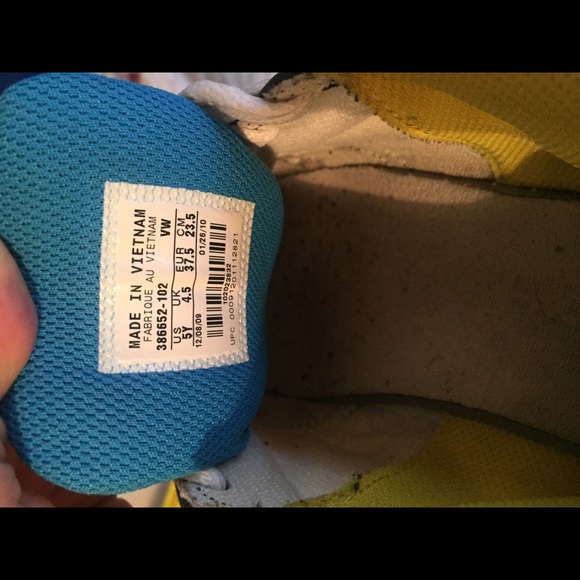 MADE IN VIETNAM
FABRIQUE AU VIETNAM
386652-102 VW
US UK EUR CM
5Y 4.5 37.5 23.5
12/08/09 01/26/10
1020023832
UPC 00091201112821